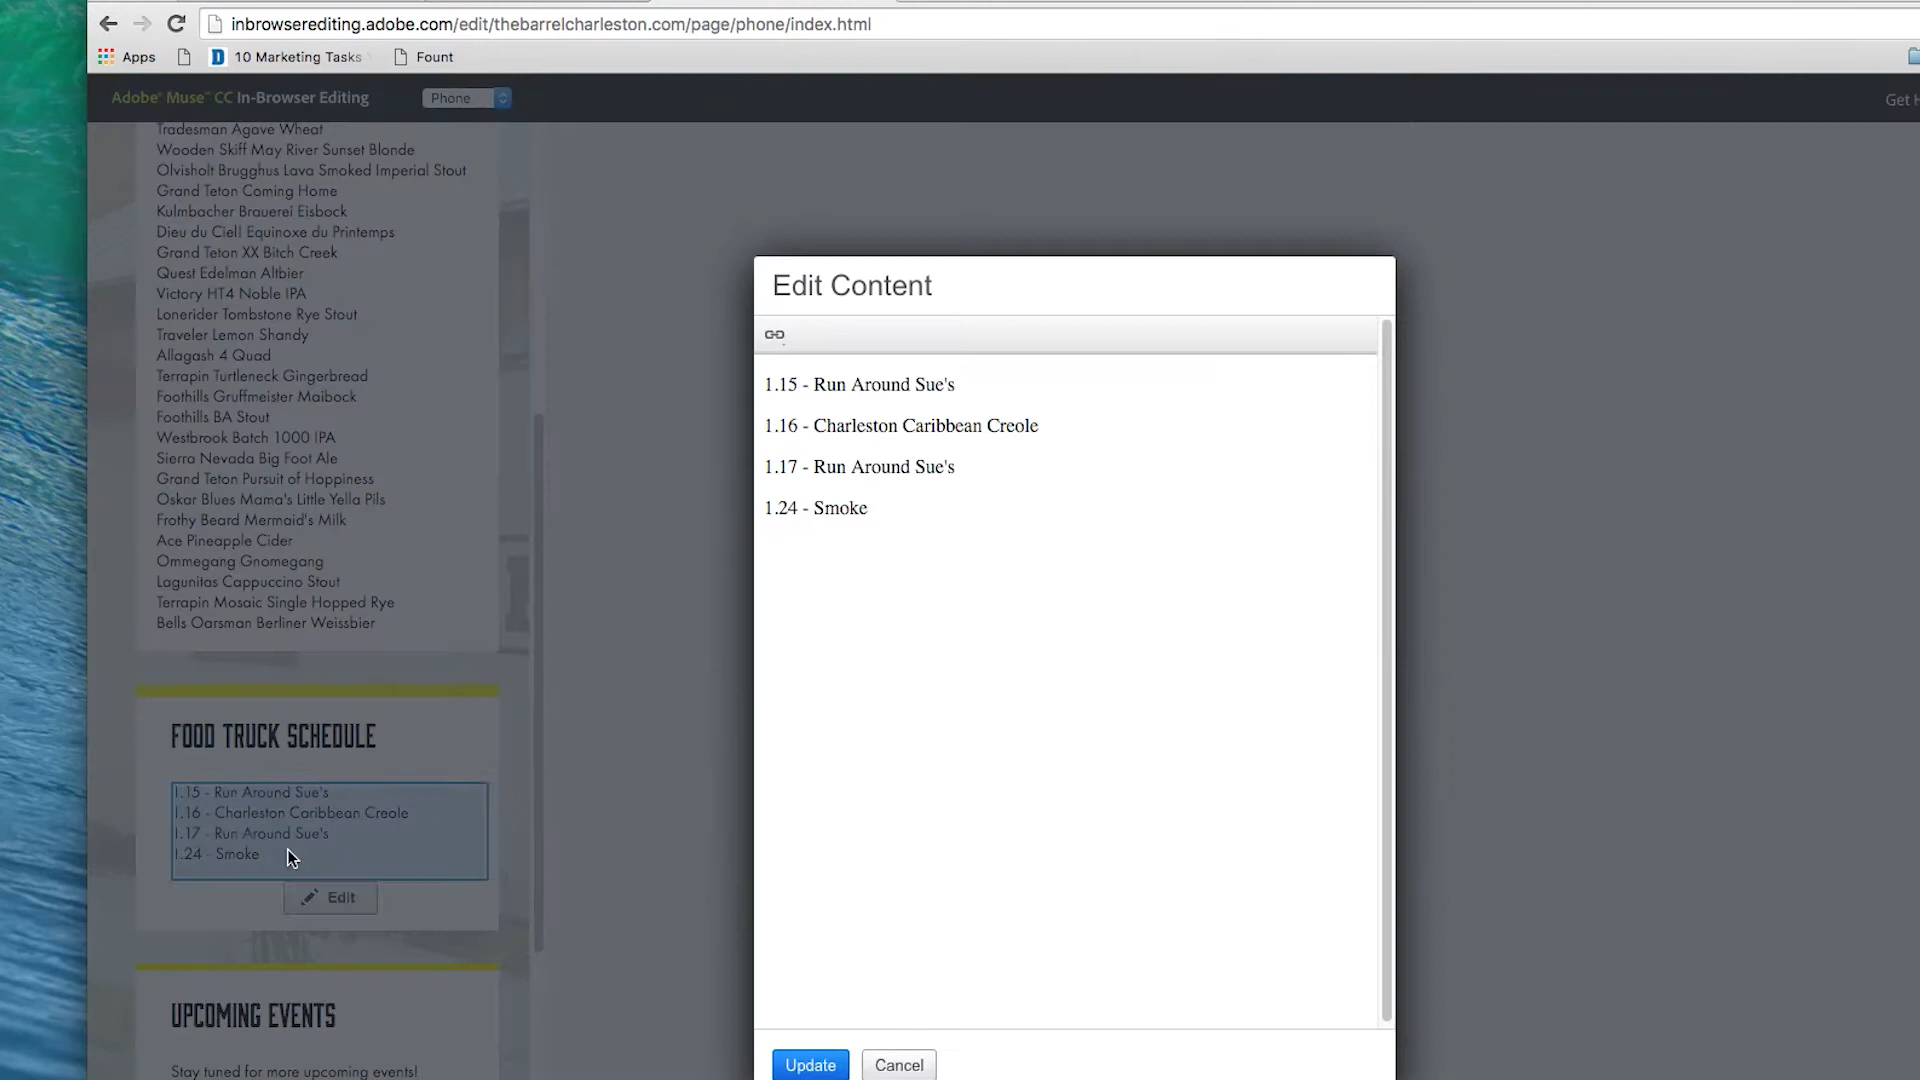 inbrowserediting.adobe.com/edit/thebarrelcharleston.com/page/phone/index.html
Apps
D 10 Marketing Tasks
Fount
Adobe® Muse™ CC In-Browser Editing
Phone
Get H
Tradesman Agave Wheat
Wooden Skiff May River Sunset Blonde
Olvisholt Brugghus Lava Smoked Imperial Stout
Grand Teton Coming Home
Kulmbacher Brauerei Eisbock
Dieu du Ciel! Equinoxe du Printemps
Grand Teton XX Bitch Creek
Quest Edelman Altbier
Victory HT4 Noble IPA
Lonerider Tombstone Rye Stout
Traveler Lemon Shandy
Allagash 4 Quad
Terrapin Turtleneck Gingerbread
Foothills Gruffmeister Maibock
Foothills BA Stout
Westbrook Batch 1000 IPA
Sierra Nevada Big Foot Ale
Grand Teton Pursuit of Happiness
Oskar Blues Mama's Little Yella Pils
Frothy Beard Mermaid's Milk
Ace Pineapple Cider
Ommegang Gnomegang
Lagunitas Cappuccino Stout
Terrapin Mosaic Single Hopped Rye
Bells Oarsman Berliner Weissbier
FOOD TRUCK SCHEDULE
1.15 - Run Around Sue's
1.16 - Charleston Caribbean Creole
1.17 - Run Around Sue's
1.24 - Smoke
Edit
UPCOMING EVENTS
Stay tuned for more upcoming events!
Edit Content
1.15 - Run Around Sue's
1.16 - Charleston Caribbean Creole
1.17 - Run Around Sue's
1.24 - Smoke
Update
Cancel